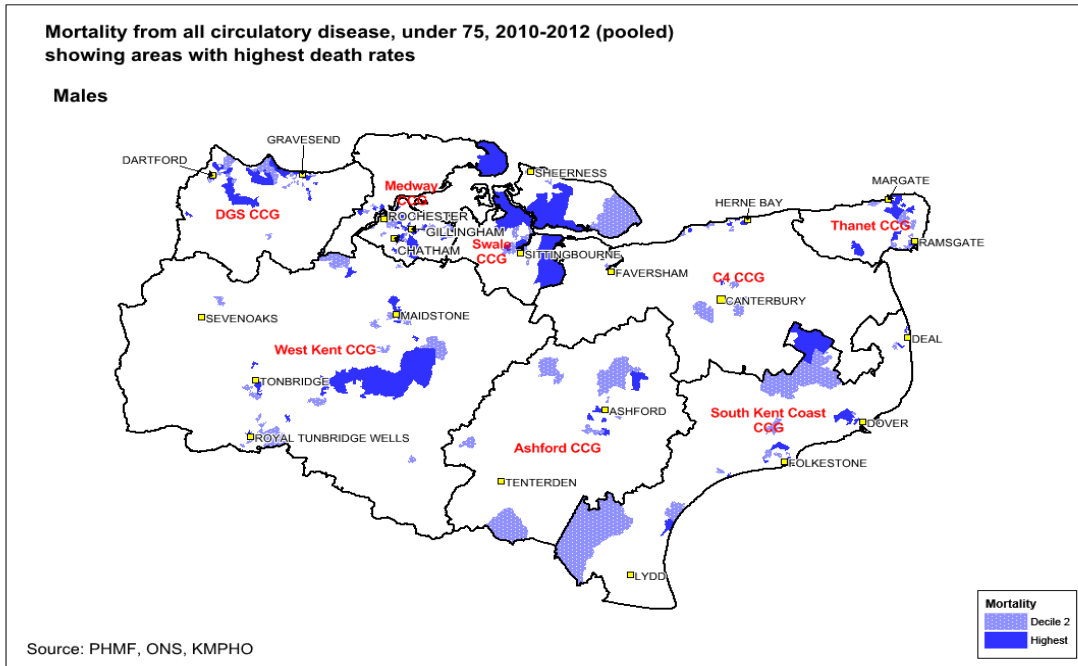 Mortality from all circulatory disease, under 75, 2010-2012 (pooled)
showing areas with highest death rates
Males
GRAVESEND
DARTFORD
SHEERNESS
MARGATE
Medway
CCG
HERNE BAY
DGS CCG
ROCHESTER
Thanet CCG
GILLINGHAM
RAMSGATE
CHATHAM
Swale
CCG
SITTINGBOURNE
FAVERSHAM
C4 CCG
CANTERBURY
SEVENOAKS
MAIDSTONE
DEAL
West Kent CCG
TONBRIDGE
ASHFORD
South Kent Coast
CCG
DOVER
ROYAL TUNBRIDGE WELLS
Ashford CCG
FOLKESTONE
TENTERDEN
LYDD
Mortality
Decile 2
Highest
Source: PHMF, ONS, KMPHO